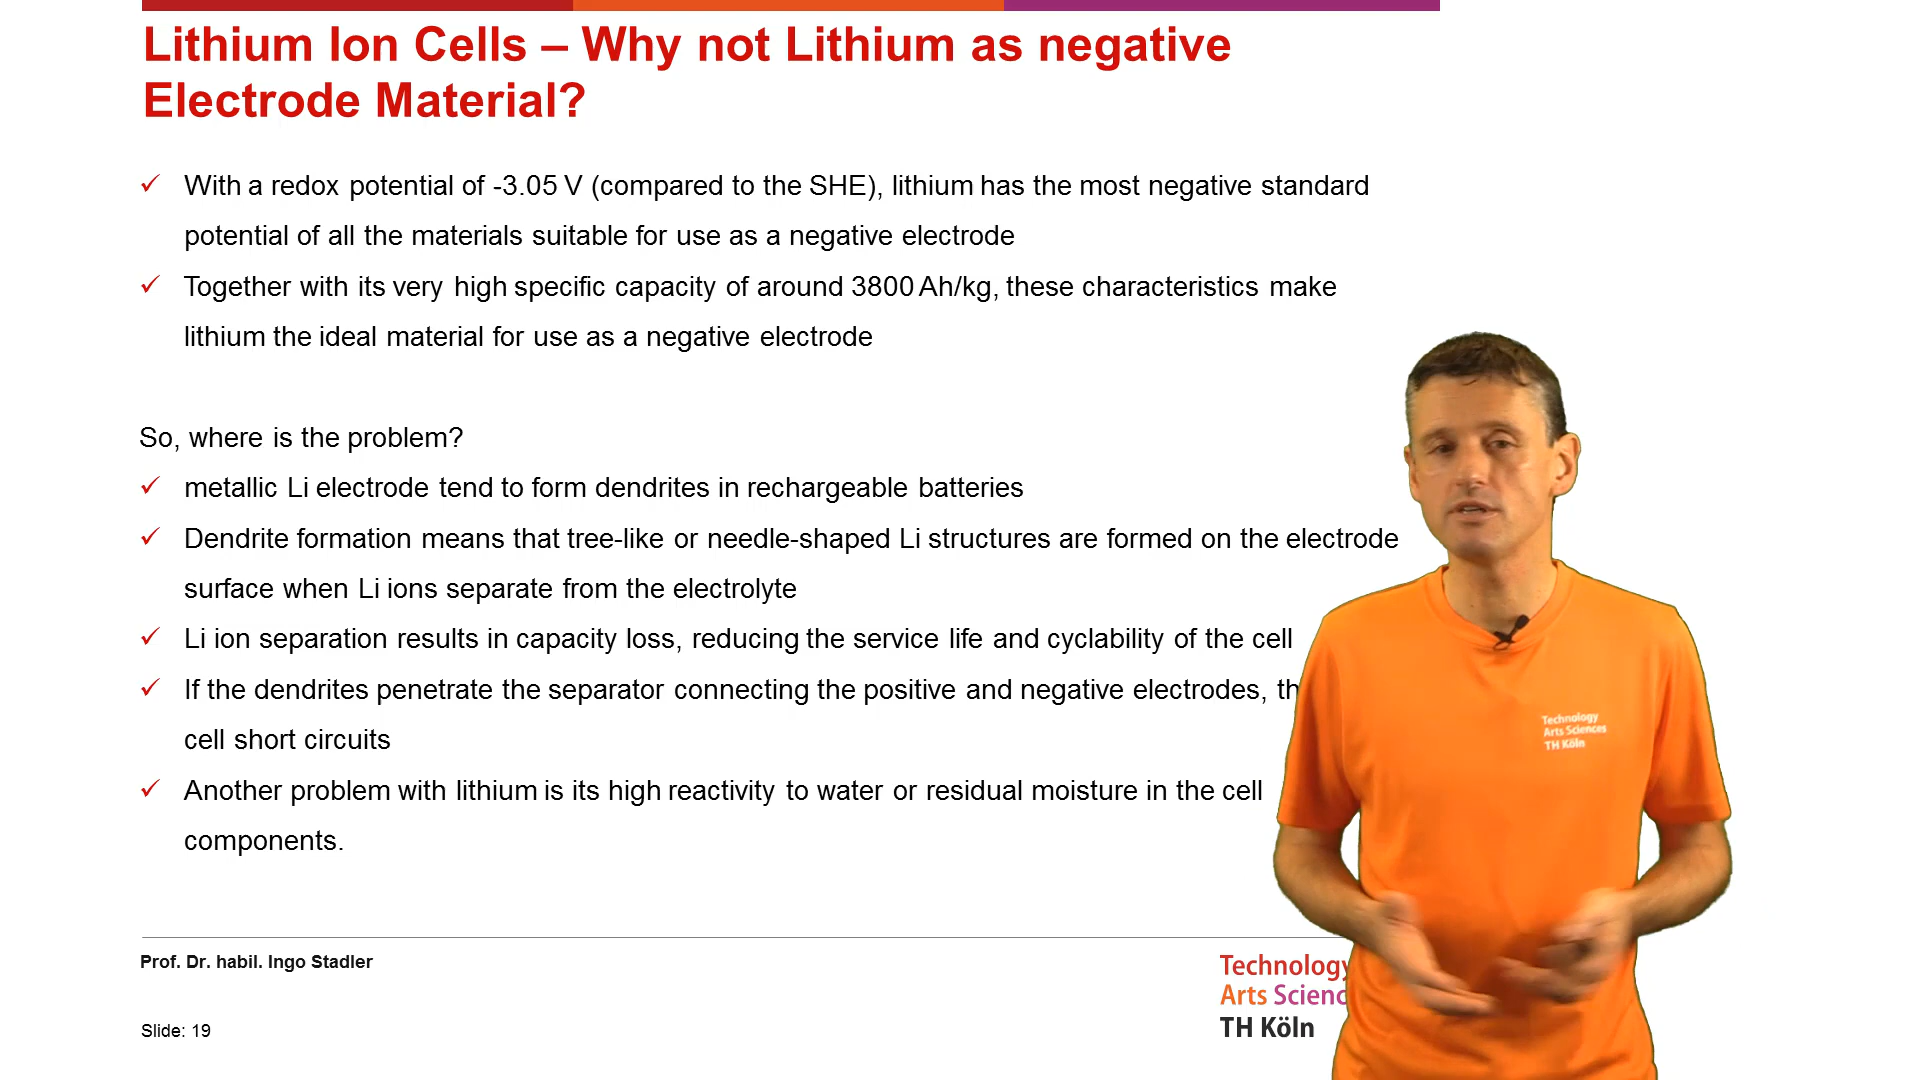 Lithium Ion Cells – Why not Lithium as negative
Electrode Material?
With a redox potential of -3.05 V (compared to the SHE), lithium has the most negative standard
potential of all the materials suitable for use as a negative electrode
Together with its very high specific capacity of around 3800 Ah/kg, these characteristics make
lithium the ideal material for use as a negative electrode
So, where is the problem?
metallic Li electrode tend to form dendrites in rechargeable batteries
Dendrite formation means that tree-like or needle-shaped Li structures are formed on the electrode
surface when Li ions separate from the electrolyte
Li ion separation results in capacity loss, reducing the service life and cyclability of the cell
If the dendrites penetrate the separator connecting the positive and negative electrodes,
cell short circuits
Another problem with lithium is its high reactivity to water or residual moisture in the cell
components.
Technology
Arts Sciences
TH Köln
Prof. Dr. habil. Ingo Stadler
Technology
Arts
TH Köln
Slide: 19